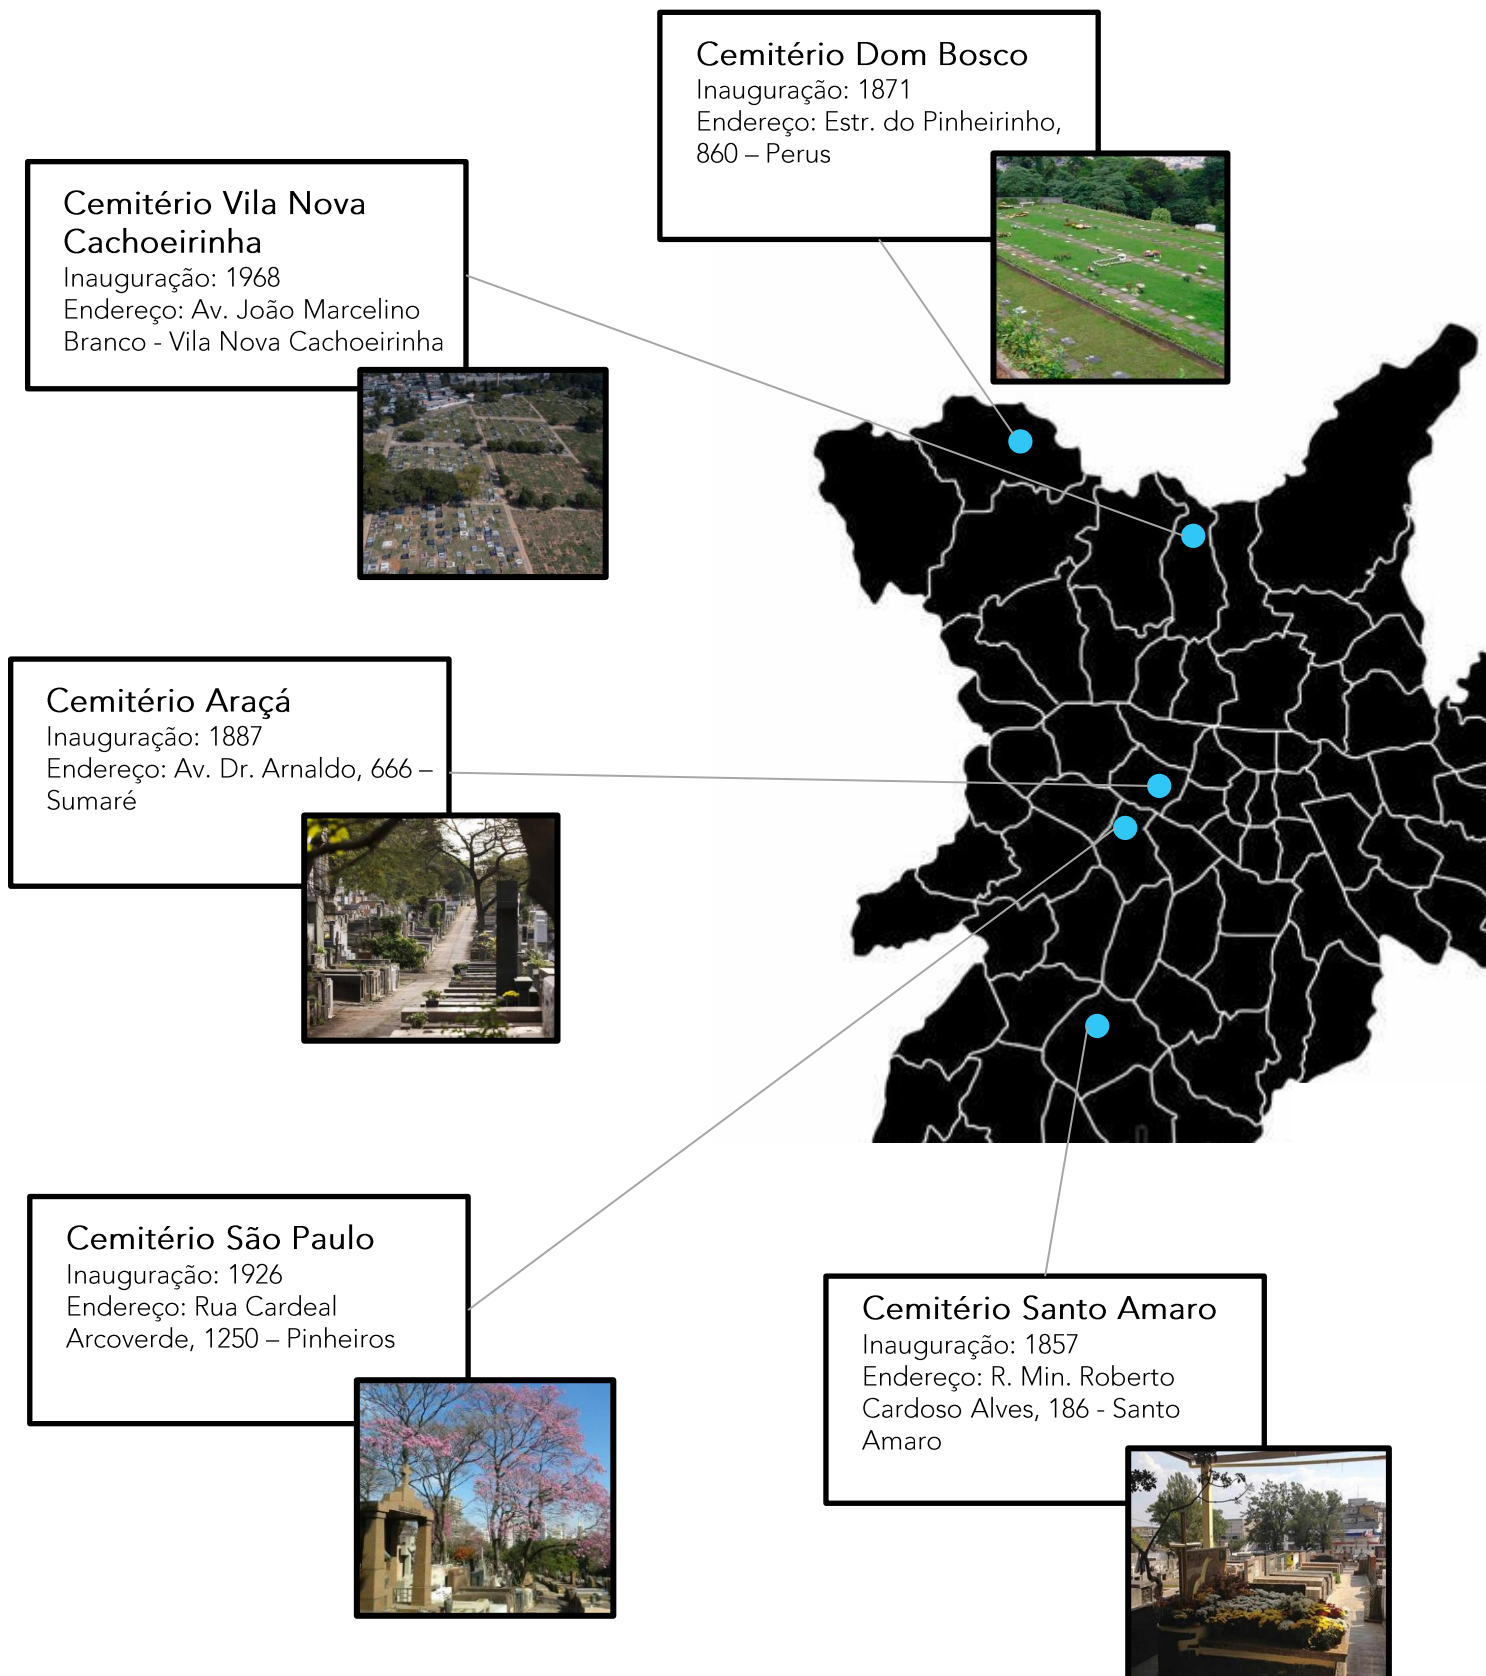 Cemitério Dom Bosco
Inauguração: 1871
Endereço: Estr. do Pinheirinho,
860 – Perus
Cemitério Vila Nova
Cachoeirinha
Inauguração: 1968
Endereço: Av. João Marcelino
Branco - Vila Nova Cachoeirinha
Cemitério Araçá
Inauguração: 1887
Endereço: Av. Dr. Arnaldo, 666 –
Sumaré
Cemitério São Paulo
Inauguração: 1926
Endereço: Rua Cardeal
Arcoverde, 1250 – Pinheiros
Cemitério Santo Amaro
Inauguração: 1857
Endereço: R. Min. Roberto
Cardoso Alves, 186 - Santo
Amaro